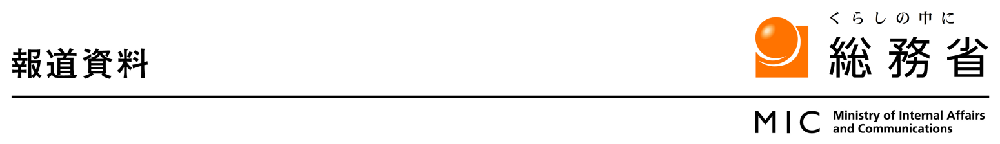 報道資料
くらしの中に
総務省
MIC
Ministry of Internal Affairs
and Communications